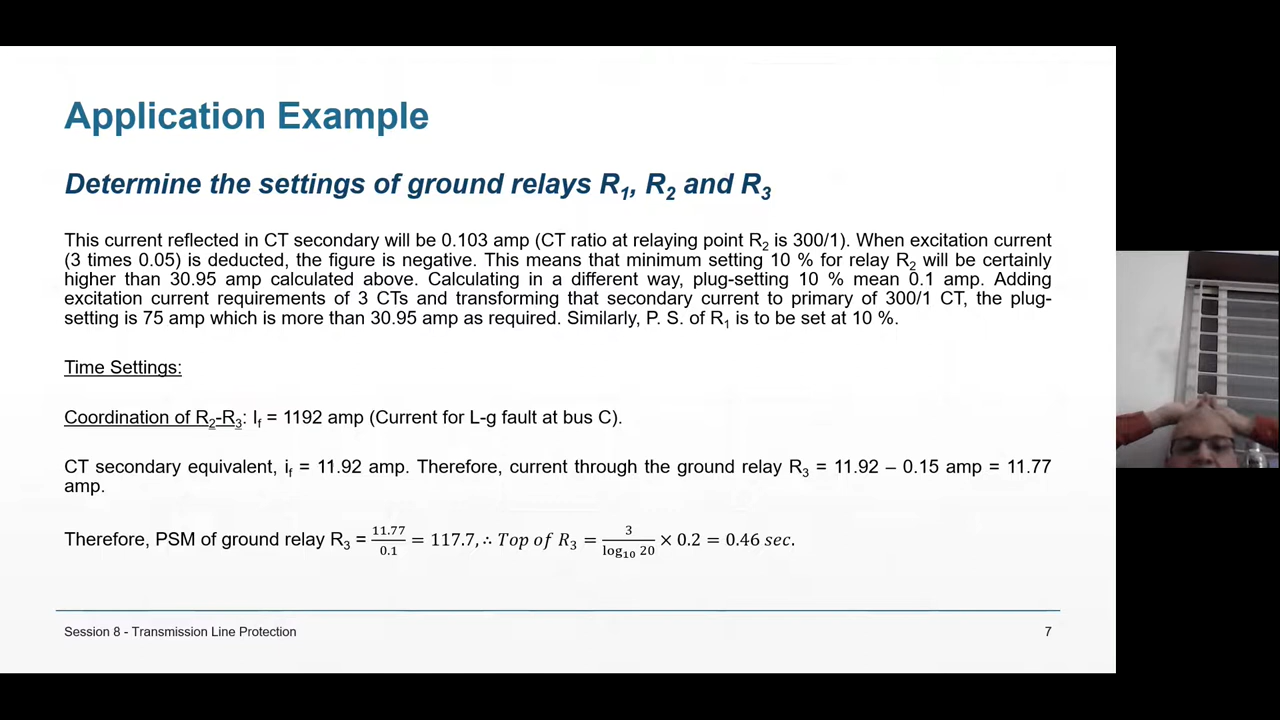 Application Example
Determine the settings of ground relays R1, R2 and R3
This current reflected in CT secondary will be 0.103 amp (CT ratio at relaying point R2 is 300/1). When excitation current
(3 times 0.05) is deducted, the figure is negative. This means that minimum setting 10 % for relay R2 will be certainly
higher than 30.95 amp calculated above. Calculating in a different way, plug-setting 10 % mean 0.1 amp. Adding
excitation current requirements of 3 CTs and transforming that secondary current to primary of 300/1 CT, the plug-
setting is 75 amp which is more than 30.95 amp as required. Similarly, P. S. of R1 is to be set at 10 %.
Time Settings:
Coordination of R2-R3: If = 1192 amp (Current for L-g fault at bus C).
CT secondary equivalent, if = 11.92 amp. Therefore, current through the ground relay R3 = 11.92 – 0.15 amp = 11.77
amp.
Therefore, PSM of ground relay R3 = 11.77/0.1 = 117.7, ∴ Top of R3 = 3/log10 20 × 0.2 = 0.46 sec.
Session 8 - Transmission Line Protection
7